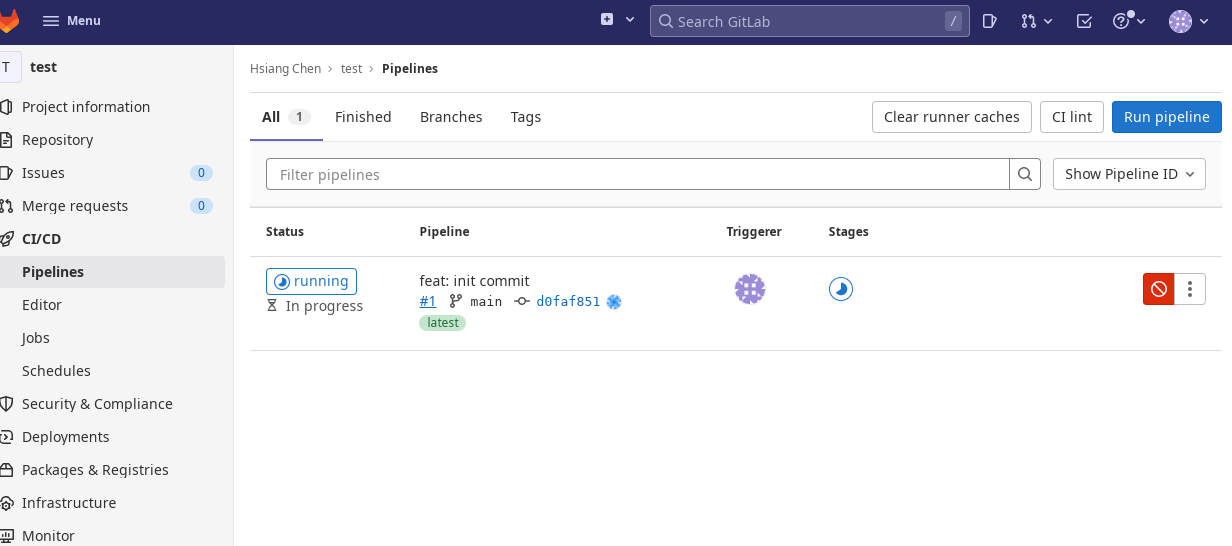 Menu
Search GitLab /
T test
Hsiang Chen > test > Pipelines
Project information
Repository
Issues 0
Merge requests 0
CI/CD
Pipelines
Editor
Jobs
Schedules
Security & Compliance
Deployments
Packages & Registries
Infrastructure
Monitor
All 1 Finished Branches Tags
Clear runner caches CI lint Run pipeline
Filter pipelines
Show Pipeline ID
Status Pipeline Triggerer Stages
running
In progress
feat: init commit
#1 main d0faf851
latest